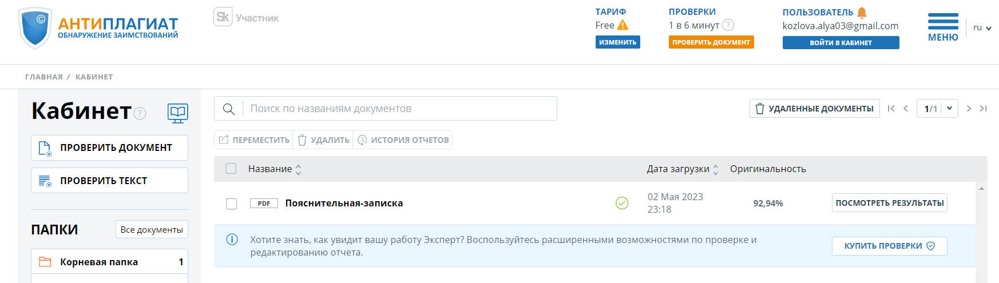 АНТИПЛАГИАТ
ОБНАРУЖЕНИЕ ЗАИМСТВОВАНИЙ
Sk Участник
ТАРИФ
Free
ИЗМЕНИТЬ
ПРОВЕРКИ
1 в 6 минут ?
ПРОВЕРИТЬ ДОКУМЕНТ
ПОЛЬЗОВАТЕЛЬ
kozlova.alya03@gmail.com
ВОЙТИ В КАБИНЕТ
МЕНЮ
ru
ГЛАВНАЯ / КАБИНЕТ
Кабинет ?
ПРОВЕРИТЬ ДОКУМЕНТ
ПРОВЕРИТЬ ТЕКСТ
ПАПКИ
Все документы
Корневая папка 1
Поиск по названиям документов
УДАЛЕННЫЕ ДОКУМЕНТЫ
1/1
ПЕРЕМЕСТИТЬ УДАЛИТЬ ИСТОРИЯ ОТЧЕТОВ
Название Дата загрузки Оригинальность
PDF Пояснительная-записка
02 Мая 2023
23:18
92,94%
ПОСМОТРЕТЬ РЕЗУЛЬТАТЫ
Хотите знать, как увидит вашу работу Эксперт? Воспользуйтесь расширенными возможностями по проверке и
редактированию отчета.
КУПИТЬ ПРОВЕРКИ